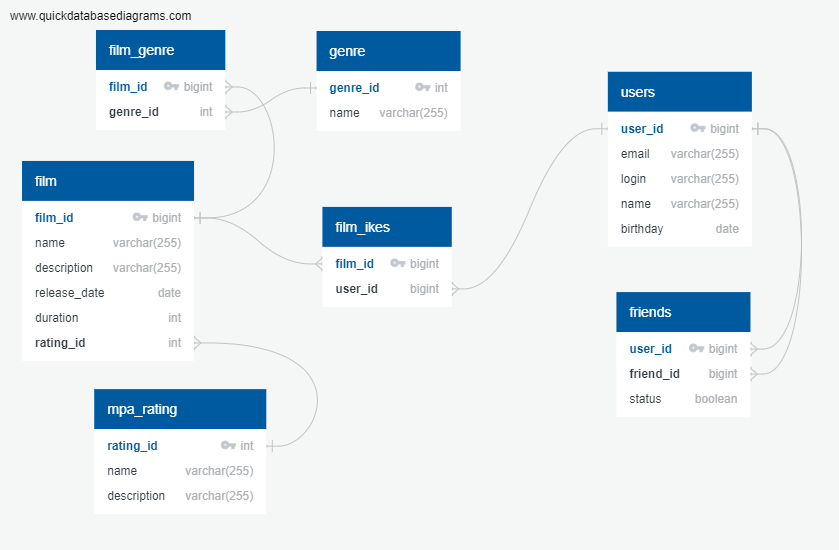 www.quickdatabasediagrams.com
film_genre
film_id bigint
genre_id int
genre
genre_id int
name varchar(255)
users
user_id bigint
email varchar(255)
login varchar(255)
name varchar(255)
birthday date
film
film_id bigint
name varchar(255)
description varchar(255)
release_date date
duration int
rating_id int
film_ikes
film_id bigint
user_id bigint
friends
user_id bigint
friend_id bigint
status boolean
mpa_rating
rating_id int
name varchar(255)
description varchar(255)